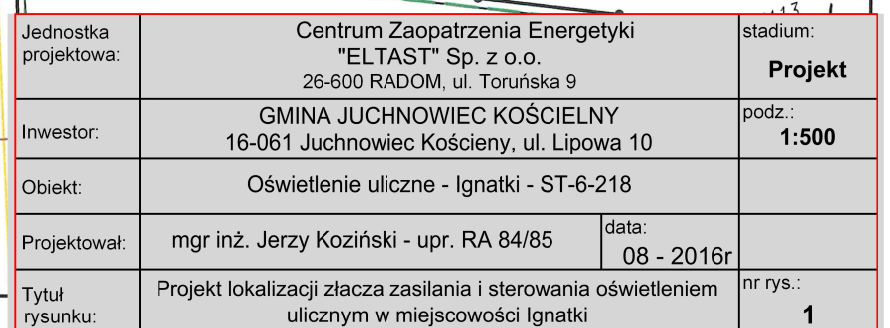 13
Jednostka projektowa:
Centrum Zaopatrzenia Energetyki
"ELTAST" Sp. z o.o.
26-600 RADOM, ul. Toruńska 9
stadium:
Projekt
Inwestor:
GMINA JUCHNOWIEC KOŚCIELNY
16-061 Juchnowiec Kościeny, ul. Lipowa 10
podz.:
1:500
Obiekt:
Oświetlenie uliczne - Ignatki - ST-6-218
Projektował:
mgr inż. Jerzy Koziński - upr. RA 84/85
data:
08 - 2016r
Tytuł rysunku:
Projekt lokalizacji złacza zasilania i sterowania oświetleniem
ulicznym w miejscowości Ignatki
nr rys.:
1